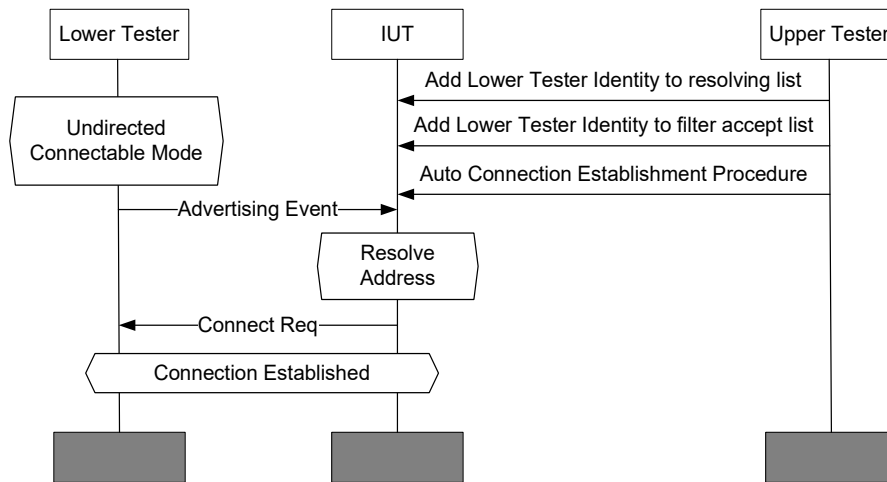 Lower Tester
IUT
Upper Tester
Add Lower Tester Identity to resolving list
Undirected
Connectable Mode
Add Lower Tester Identity to filter accept list
Auto Connection Establishment Procedure
Advertising Event
Resolve
Address
Connect Req
Connection Established